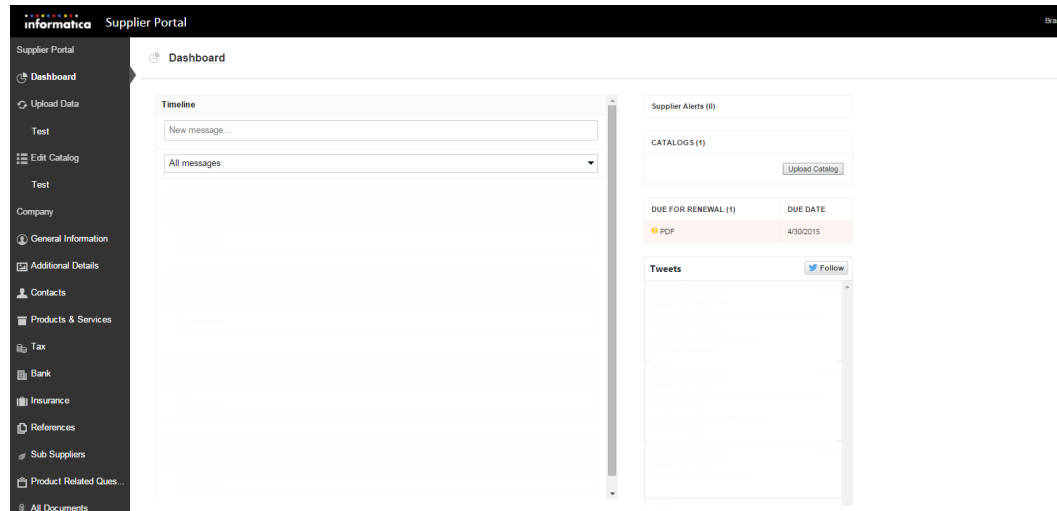 informatica Supplier Portal
Bra
Supplier Portal
Dashboard
Upload Data
Test
Edit Catalog
Test
Company
General Information
Additional Details
Contacts
Products & Services
Tax
Bank
Insurance
References
Sub Suppliers
Product Related Ques...
All Documents
Dashboard
Timeline
New message...
All messages
Supplier Alerts (0)
CATALOGS (1)
Upload Catalog
DUE FOR RENEWAL (1) DUE DATE
PDF 4/30/2015
Tweets Follow